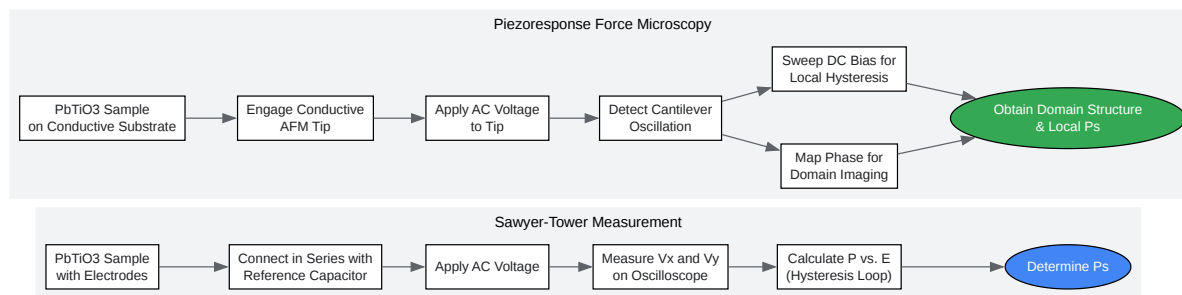 Piezoresponse Force Microscopy
PbTiO3 Sample
on Conductive Substrate
Engage Conductive
AFM Tip
Apply AC Voltage
to Tip
Detect Cantilever
Oscillation
Sweep DC Bias for
Local Hysteresis
Map Phase for
Domain Imaging
Obtain Domain Structure
& Local Ps
Sawyer-Tower Measurement
PbTiO3 Sample
with Electrodes
Connect in Series with
Reference Capacitor
Apply AC Voltage
Measure Vx and Vy
on Oscilloscope
Calculate P vs. E
(Hysteresis Loop)
Determine Ps